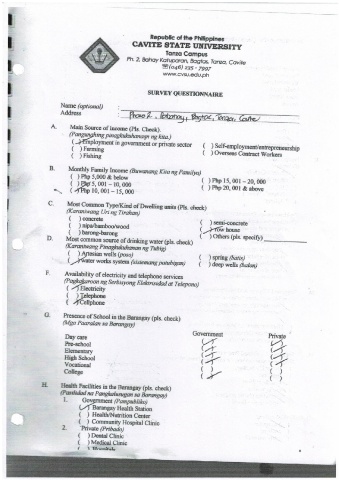 Republic of the Philippines
CAVITE STATE UNIVERSITY
Tanza Campus
Ph. 2, Bahay Katuparan, Bagtas, Tanza, Cavite
(046) 235 - 7997
www.cvsu.edu.ph
SURVEY QUESTIONNAIRE
Name (optional)
Address Phase 2, Bagtas, Tanza, Cavite
A. Main Source of Income (Pls. Check).
(Pangunahing pinagkukuhanan ng kita.)
(✓) Employment in government or private sector ( ) Self-employment/entrepreneurship
( ) Farming ( ) Overseas Contract Workers
( ) Fishing
B. Monthly Family Income (Buwanang Kita ng Pamilya)
( ) Php 5,000 & below ( ) Php 15, 001 – 20, 000
( ) Php 5, 001 – 10, 000 ( ) Php 20, 001 & above
(✓) Php 10, 001 – 15, 000
C. Most Common Type/Kind of Dwelling units (Pls. check)
(Karaniwang Uri ng Tirahan)
( ) concrete ( ) semi-concrete
( ) nipa/bamboo/wood (✓) row house
( ) barong-barong ( ) Others (pls. specify)
D. Most common source of drinking water (pls. check)
(Karaniwang Pinagkukunan ng Tubig)
( ) Artesian wells (poso) ( ) spring (batis)
(✓) water works system (sistemang patubigan) ( ) deep wells (balon)
F. Availability of electricity and telephone services
(Pagkakaroon ng Serbisyong Elektrisidad at Telepono)
(✓) Electricity
( ) Telephone
(✓) Cellphone
G. Presence of School in the Barangay (pls. check)
(Mga Paaralan sa Barangay)
Government Private
Day care
Pre-school
Elementary
High School
Vocational
College
H. Health Facilities in the Barangay (pls. check)
(Pasilidad ng Pangkalusugan sa Barangay)
1. Government (Pampubliko)
(✓) Barangay Health Station
( ) Health/Nutrition Center
( ) Community Hospital Clinic
2. Private (Pribado)
( ) Dental Clinic
( ) Medical Clinic